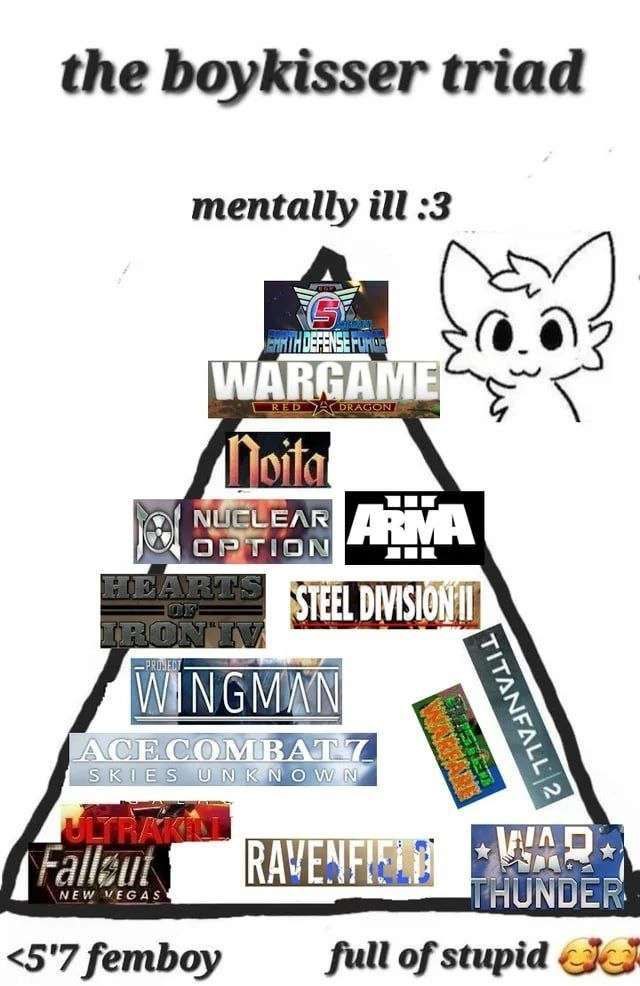 the boykisser triad
mentally ill :3
5
EARTH DEFENSE FORCE
WARGAME
RED DRAGON
Noita
NUCLEAR
OPTION
ARMA
III
HEARTS
OF
IRON IV
STEEL DIVISION II
PROJECT
WINGMAN
TITANFALL | 2
ACE COMBAT 7
SKIES UNKNOWN
ULTRAKILL
Fallout
NEW VEGAS
RAVENFIELD
WAR
THUNDER
<5'7 femboy
full of stupid 🥰🥰